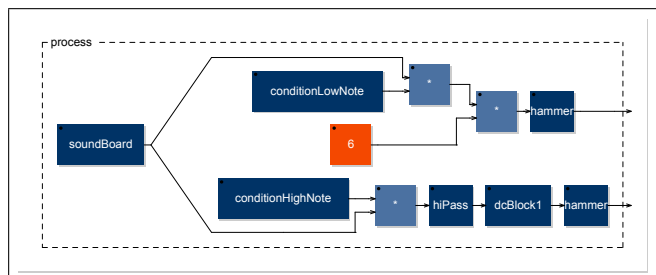 process
conditionLowNote
*
*
hammer
soundBoard
6
conditionHighNote
*
hiPass
dcBlock1
hammer